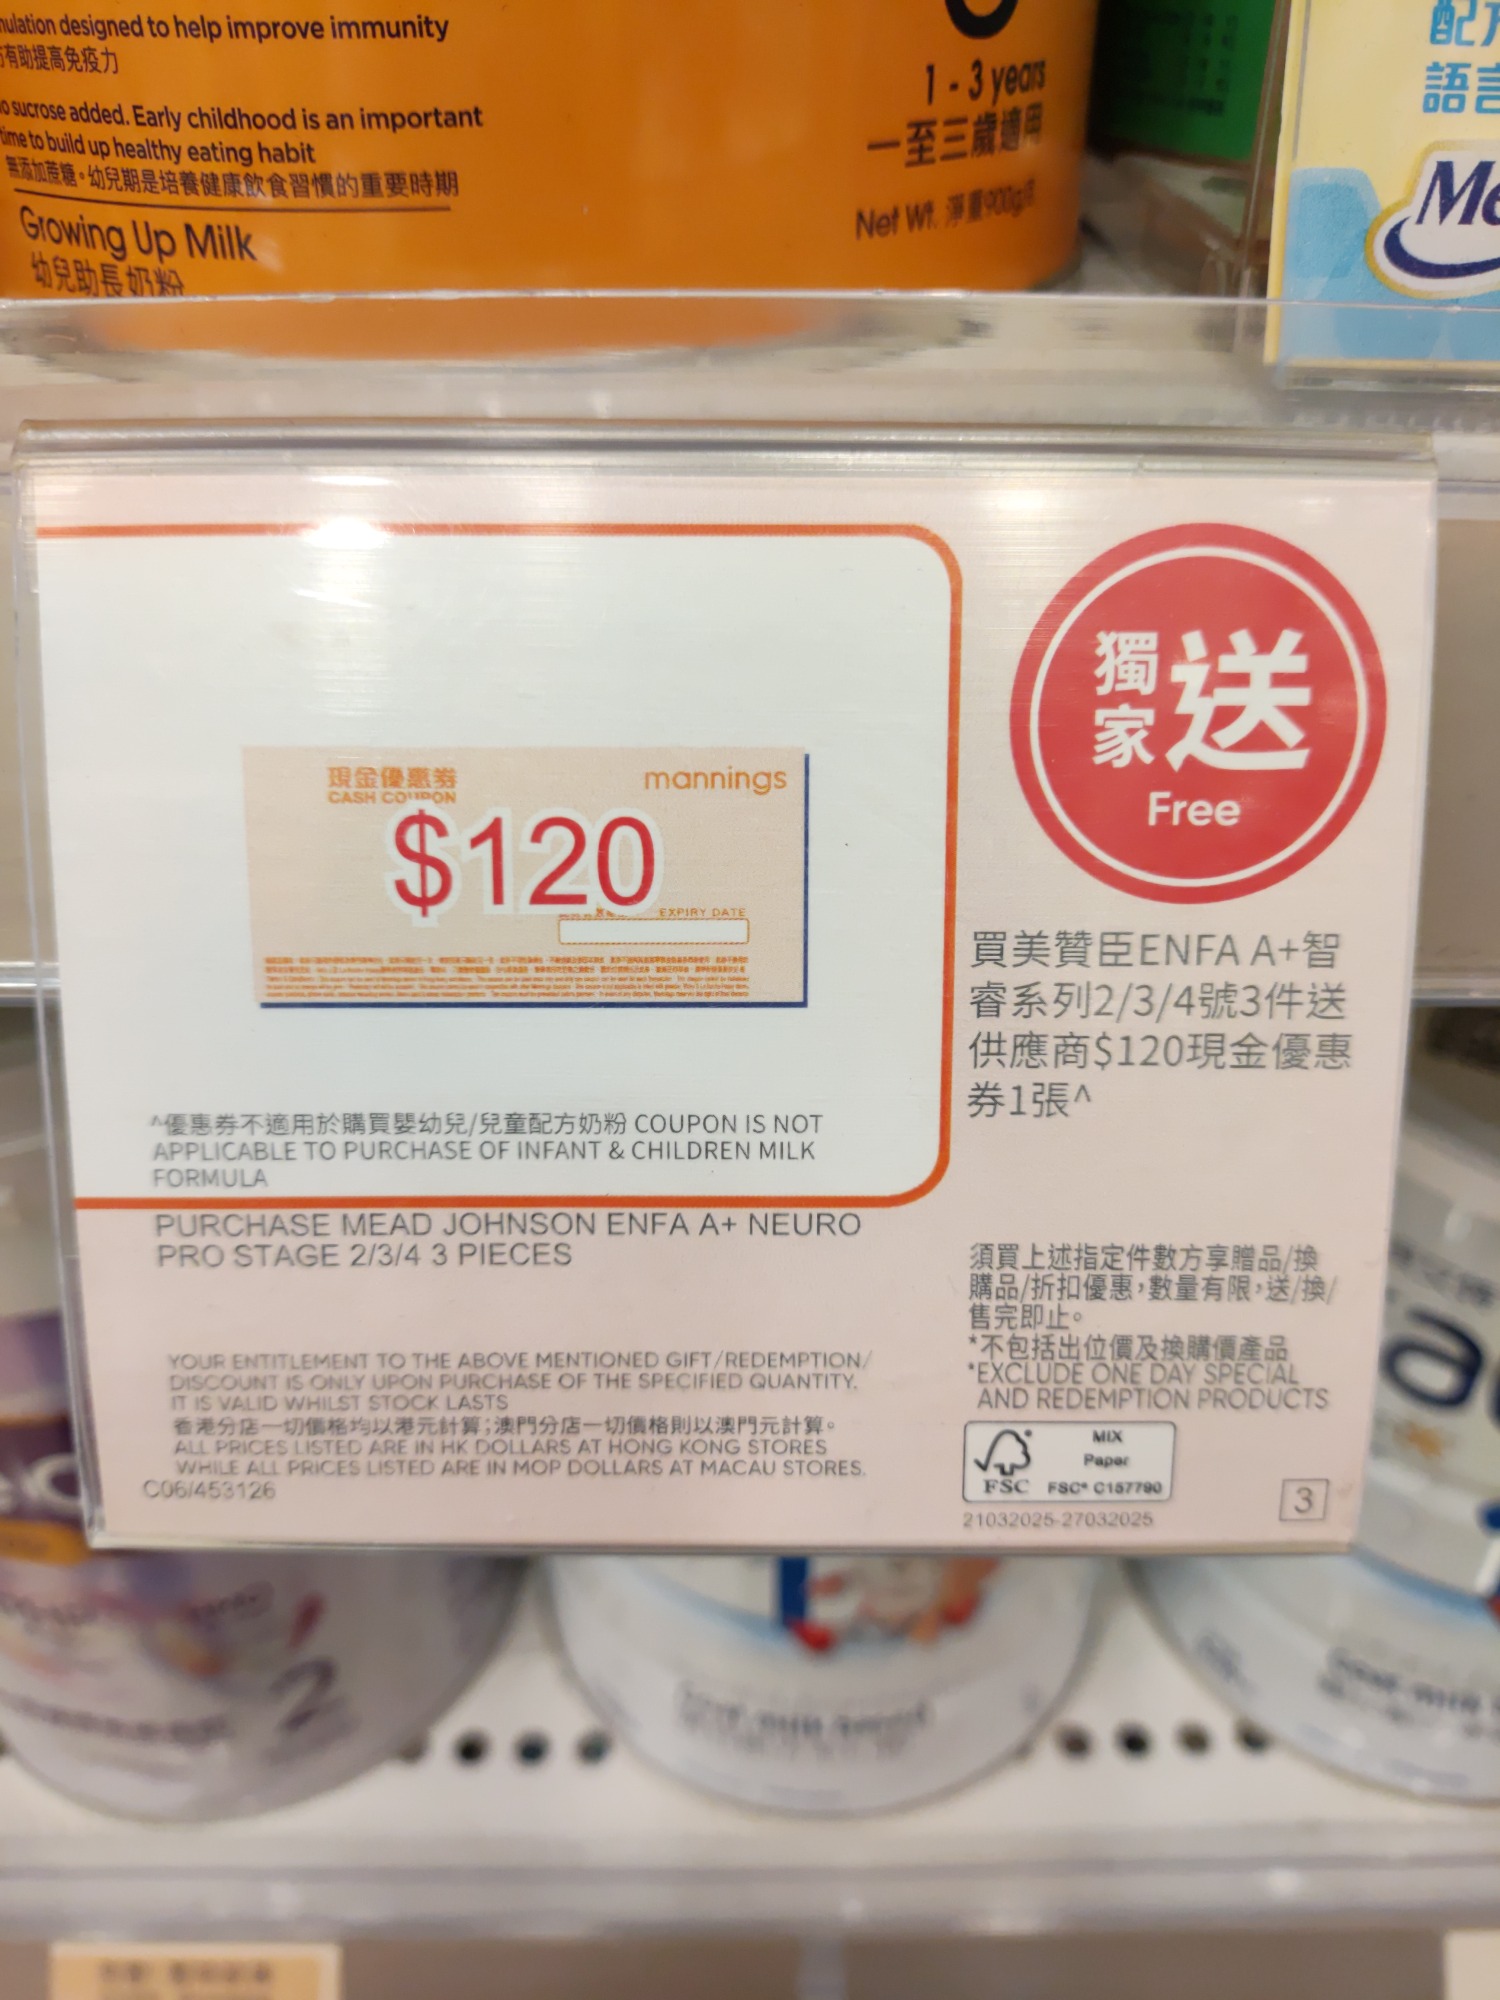 mulation designed to help improve immunity
有助提高免疫力
o sucrose added. Early childhood is an important
time to build up healthy eating habit
無添加蔗糖。幼兒期是培養健康飲食習慣的重要時期
Growing Up Milk
幼兒助長奶粉
1 - 3 years
一至三歲適用
Net Wt. 淨重900g
語言
Me
現金優惠券
CASH COUPON
mannings
$120
EXPIRY DATE
^優惠券不適用於購買嬰幼兒/兒童配方奶粉 COUPON IS NOT
APPLICABLE TO PURCHASE OF INFANT & CHILDREN MILK
FORMULA
PURCHASE MEAD JOHNSON ENFA A+ NEURO
PRO STAGE 2/3/4 3 PIECES
YOUR ENTITLEMENT TO THE ABOVE MENTIONED GIFT/REDEMPTION/
DISCOUNT IS ONLY UPON PURCHASE OF THE SPECIFIED QUANTITY.
IT IS VALID WHILST STOCK LASTS
香港分店一切價格均以港元計算;澳門分店一切價格則以澳門元計算。
ALL PRICES LISTED ARE IN HK DOLLARS AT HONG KONG STORES
WHILE ALL PRICES LISTED ARE IN MOP DOLLARS AT MACAU STORES.
C06/453126
獨家送
Free
買美贊臣ENFA A+智
睿系列2/3/4號3件送
供應商$120現金優惠
券1張^
須買上述指定件數方享贈品/換
購品/折扣優惠,數量有限,送/換/
售完即止。
*不包括出位價及換購價產品
*EXCLUDE ONE DAY SPECIAL
AND REDEMPTION PRODUCTS
MIX
Paper
FSC FSC® C157790
21032025-27032025
3
2